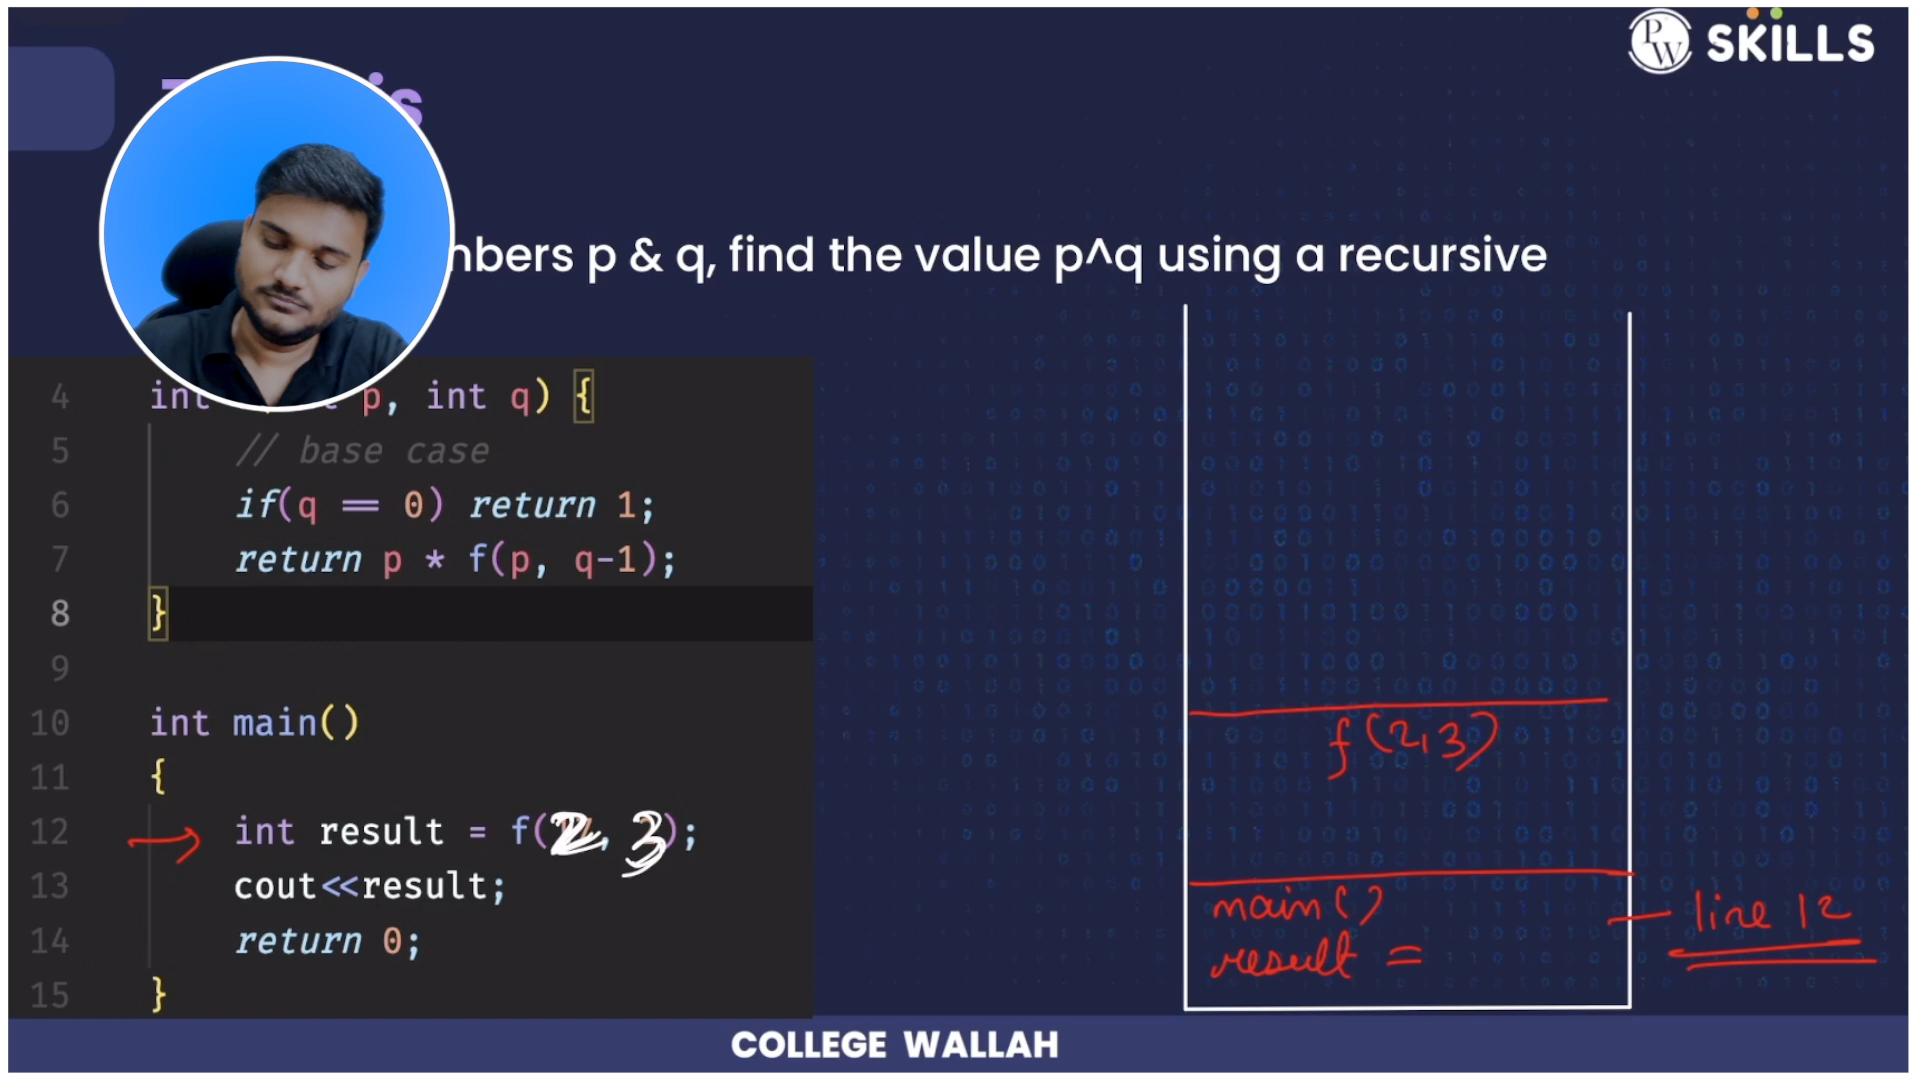 PW SKILLS
is
nbers p & q, find the value p^q using a recursive
4 int p, int q) {
5 // base case
6 if(q == 0) return 1;
7 return p * f(p, q-1);
8 }
9
10 int main()
11 {
12 int result = f(2, 3);
13 cout<<result;
14 return 0;
15 }
f(2,3)
main()
result =
line 12
COLLEGE WALLAH